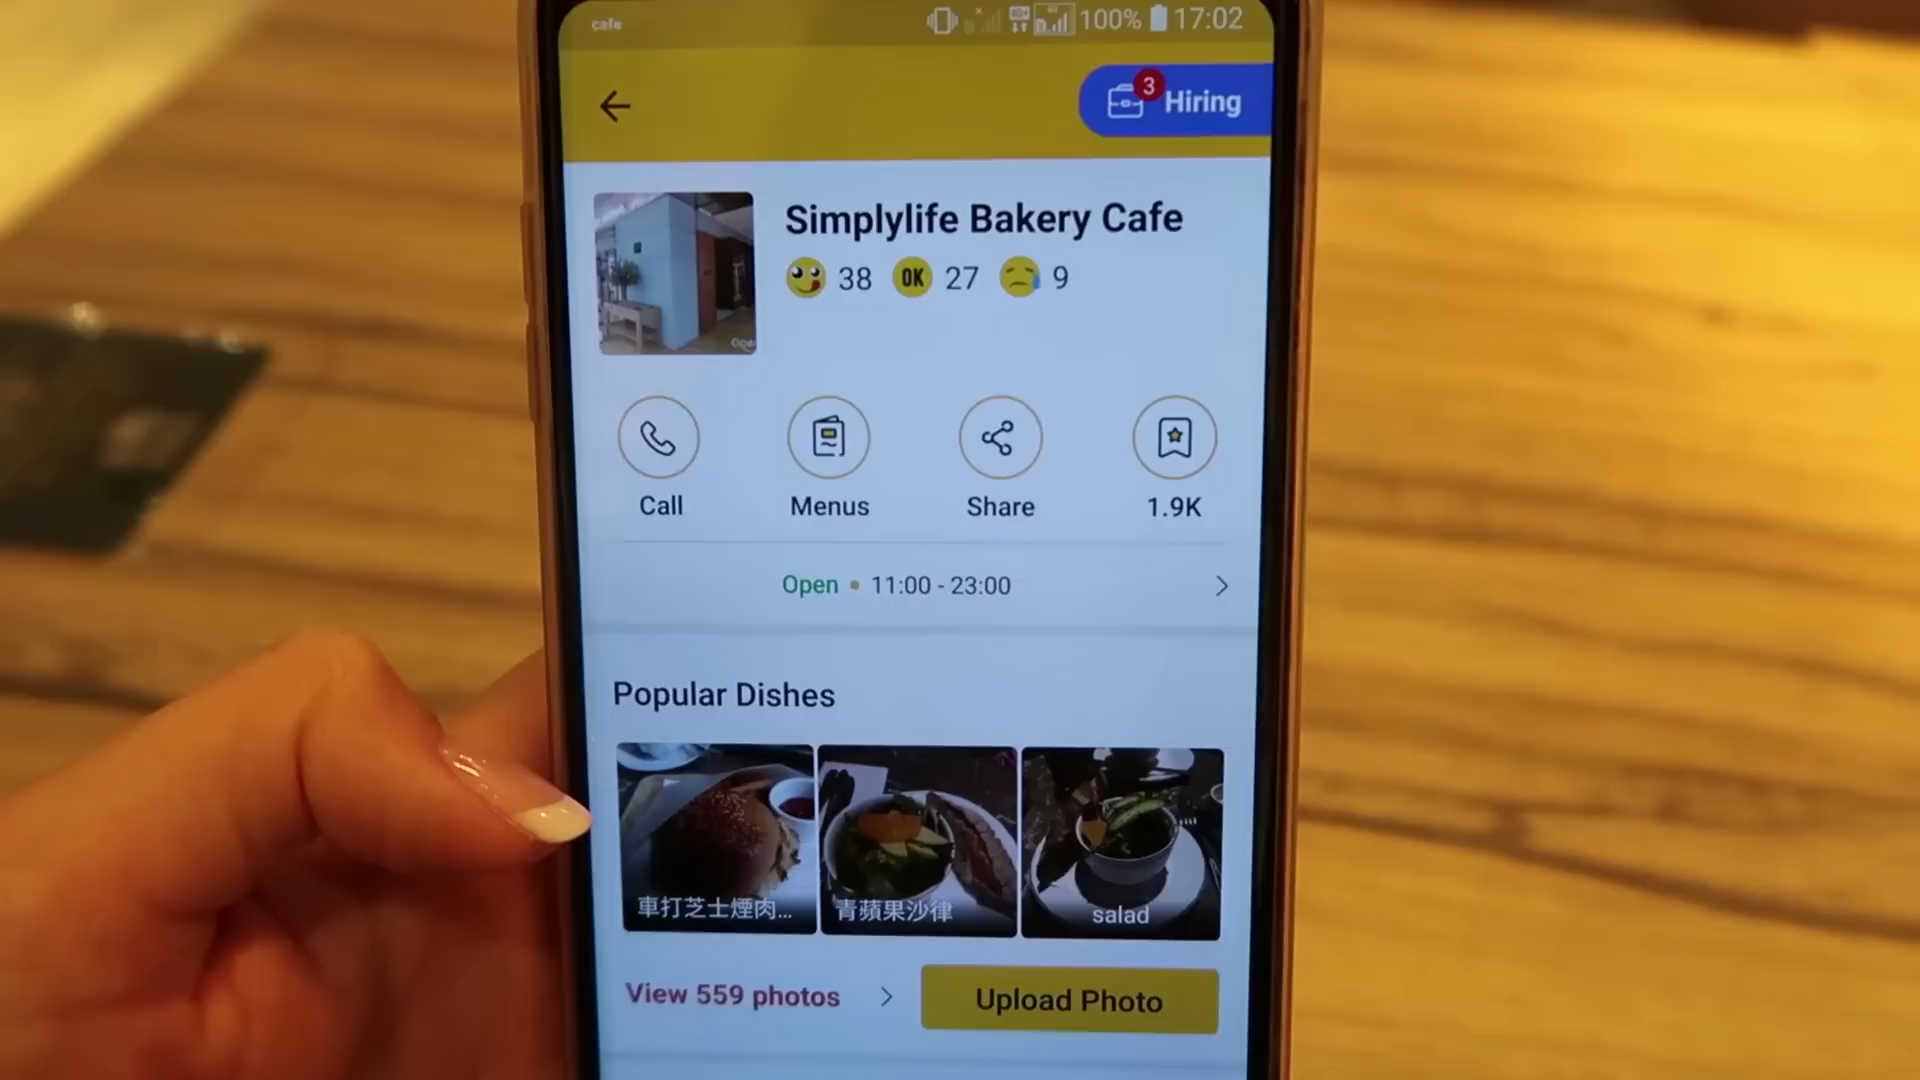 cafe
100% 17:02
3
Hiring
Simplylife Bakery Cafe
38 OK 27 9
Call Menus Share 1.9K
Open • 11:00 - 23:00
Popular Dishes
車打芝士煙肉... 青蘋果沙律 salad
View 559 photos Upload Photo